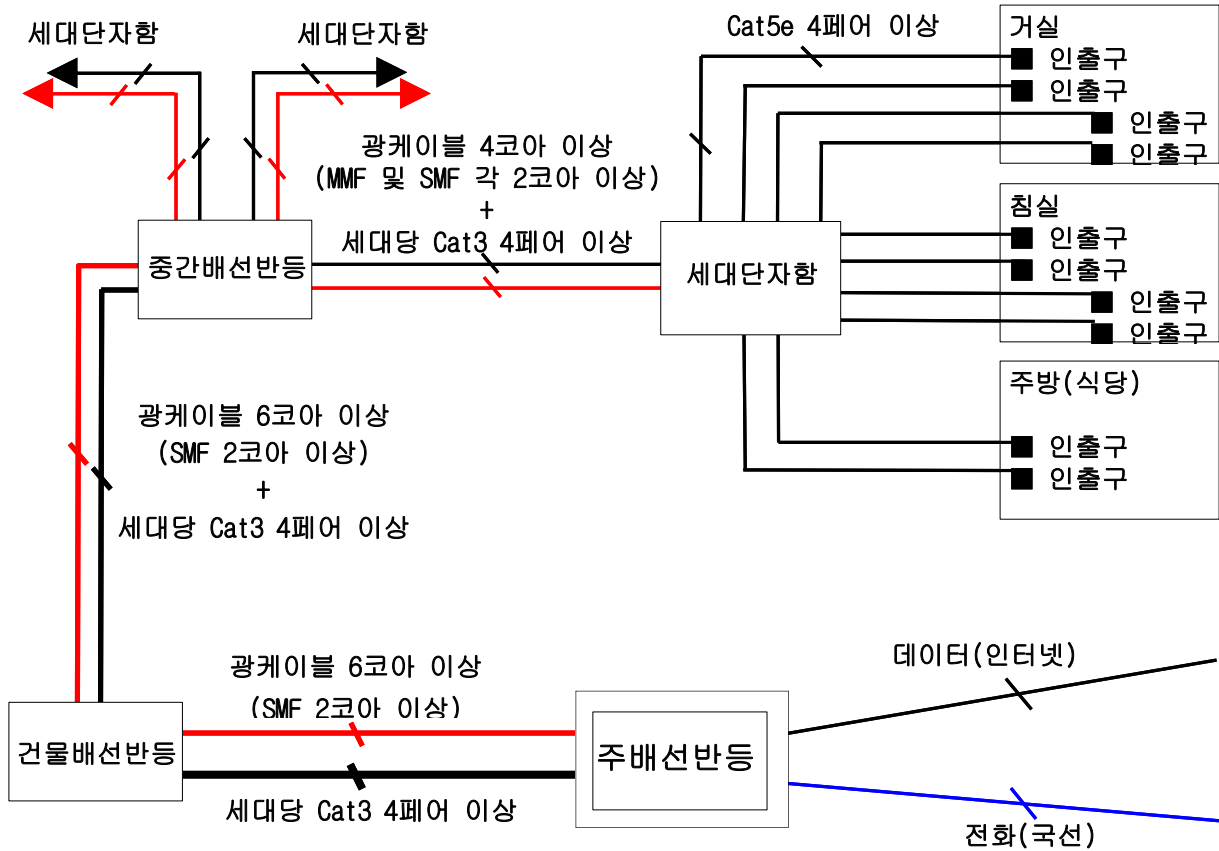 세대단자함
세대단자함
Cat5e 4페어 이상
거실
인출구
인출구
인출구
인출구
광케이블 4코아 이상
(MMF 및 SMF 각 2코아 이상)
+
세대당 Cat3 4페어 이상
침실
인출구
인출구
인출구
인출구
중간배선반등
세대단자함
주방(식당)
인출구
인출구
광케이블 6코아 이상
(SMF 2코아 이상)
+
세대당 Cat3 4페어 이상
데이터(인터넷)
광케이블 6코아 이상
(SMF 2코아 이상)
건물배선반등
주배선반등
세대당 Cat3 4페어 이상
전화(국선)